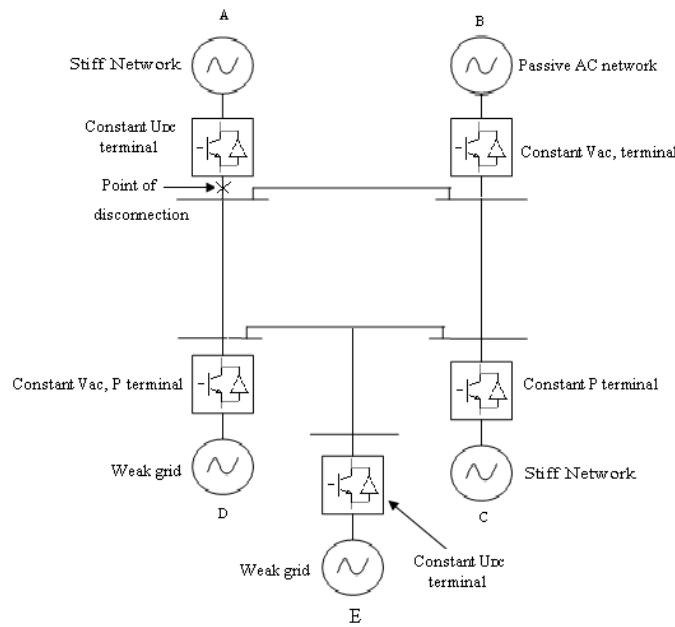 A
B
Stiff Network
Passive AC network
Constant UDC
terminal
Constant Vac, terminal
Point of
disconnection
Constant Vac, P terminal
Constant P terminal
Weak grid
Stiff Network
D
C
Weak grid
Constant UDC
terminal
E